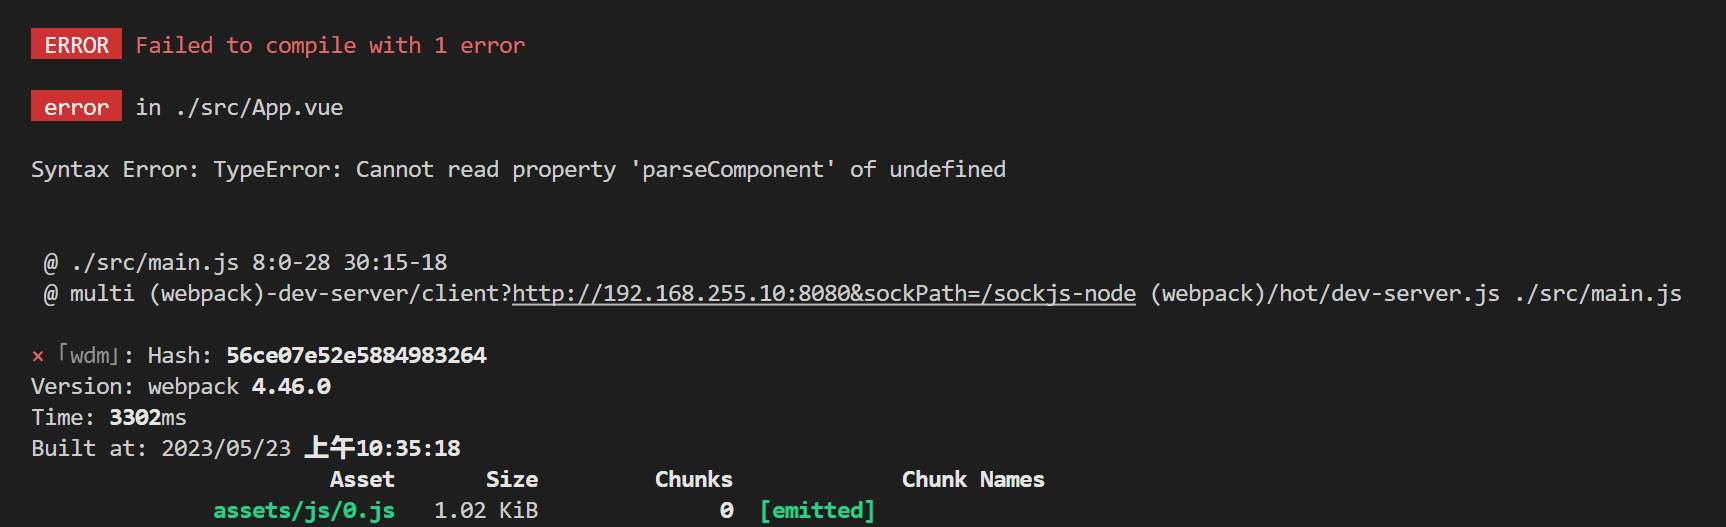 ERROR Failed to compile with 1 error
error in ./src/App.vue
Syntax Error: TypeError: Cannot read property 'parseComponent' of undefined
@ ./src/main.js 8:0-28 30:15-18
@ multi (webpack)-dev-server/client?http://192.168.255.10:8080&sockPath=/sockjs-node (webpack)/hot/dev-server.js ./src/main.js
× ｢wdm｣: Hash: 56ce07e52e5884983264
Version: webpack 4.46.0
Time: 3302ms
Built at: 2023/05/23 上午10:35:18
Asset Size Chunks Chunk Names
assets/js/0.js 1.02 KiB 0 [emitted]